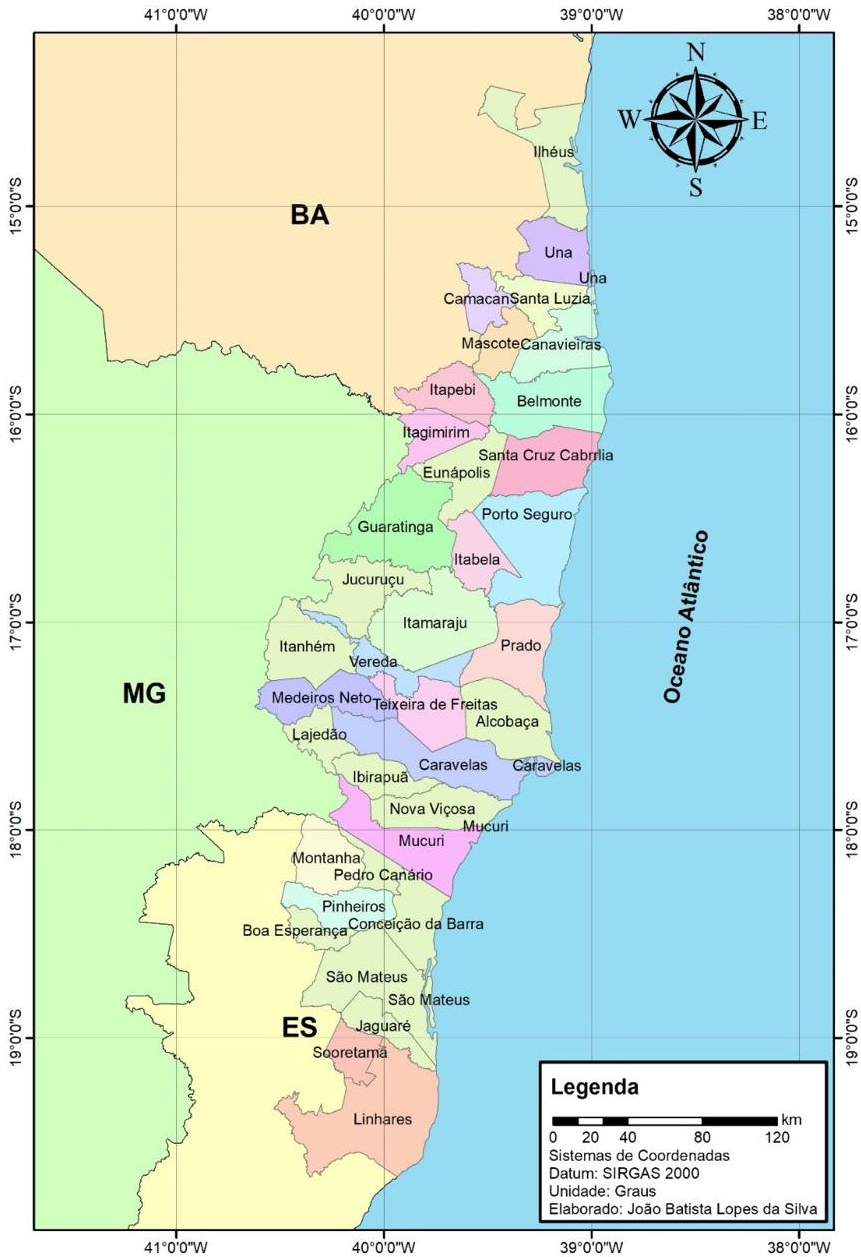 41°0'0"W 40°0'0"W 39°0'0"W 38°0'0"W
N
W E
S
Ilhéus
15°0'0"S 15°0'0"S
BA
Una
Una
Camacan Santa Luzia
Mascote Canavieiras
Itapebi
Belmonte
16°0'0"S 16°0'0"S
Itagimirim
Santa Cruz Cabrrlia
Eunápolis
Porto Seguro
Guaratinga
Itabela
Jucuruçu
Oceano Atlântico
17°0'0"S 17°0'0"S
Itamaraju
Itanhém
Prado
Vereda
MG
Medeiros Neto
Teixeira de Freitas
Alcobaça
Lajedão
Caravelas Caravelas
Ibirapuã
Nova Viçosa
Mucuri
18°0'0"S 18°0'0"S
Mucuri
Montanha
Pedro Canário
Pinheiros
Conceição da Barra
Boa Esperança
São Mateus
São Mateus
ES
Jaguaré
19°0'0"S 19°0'0"S
Sooretama
Linhares
Legenda
km
0 20 40 80 120
Sistemas de Coordenadas
Datum: SIRGAS 2000
Unidade: Graus
Elaborado: João Batista Lopes da Silva
41°0'0"W 40°0'0"W 39°0'0"W 38°0'0"W